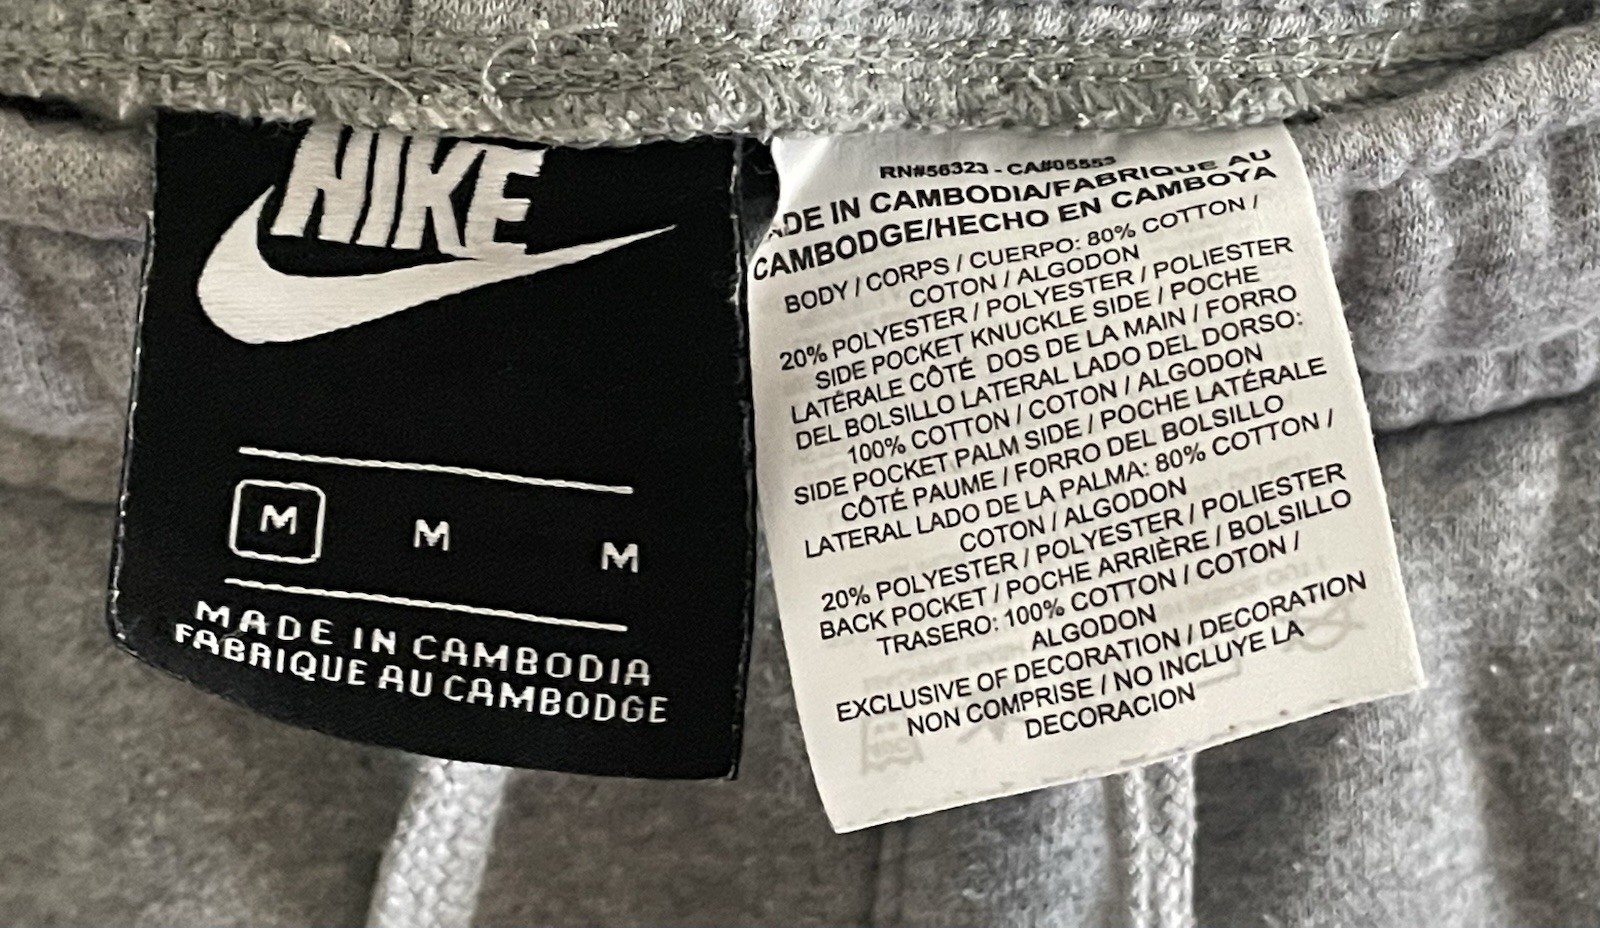 NIKE
M M M
MADE IN CAMBODIA
FABRIQUE AU CAMBODGE
RN#56323 - CA#05553
ADE IN CAMBODIA/FABRIQUE AU
CAMBODGE/HECHO EN CAMBOYA
BODY / CORPS / CUERPO: 80% COTTON /
COTON / ALGODON
20% POLYESTER / POLYESTER / POLIESTER
SIDE POCKET KNUCKLE SIDE / POCHE
LATÉRALE CÔTÉ DOS DE LA MAIN / FORRO
DEL BOLSILLO LATERAL LADO DEL DORSO:
100% COTTON / COTON / ALGODON
SIDE POCKET PALM SIDE / POCHE LATÉRALE
CÔTÉ PAUME / FORRO DEL BOLSILLO
LATERAL LADO DE LA PALMA: 80% COTTON /
COTON / ALGODON
20% POLYESTER / POLYESTER / POLIESTER
BACK POCKET / POCHE ARRIÈRE / BOLSILLO
TRASERO: 100% COTTON / COTON /
ALGODON
EXCLUSIVE OF DECORATION / DECORATION
NON COMPRISE / NO INCLUYE LA
DECORACION